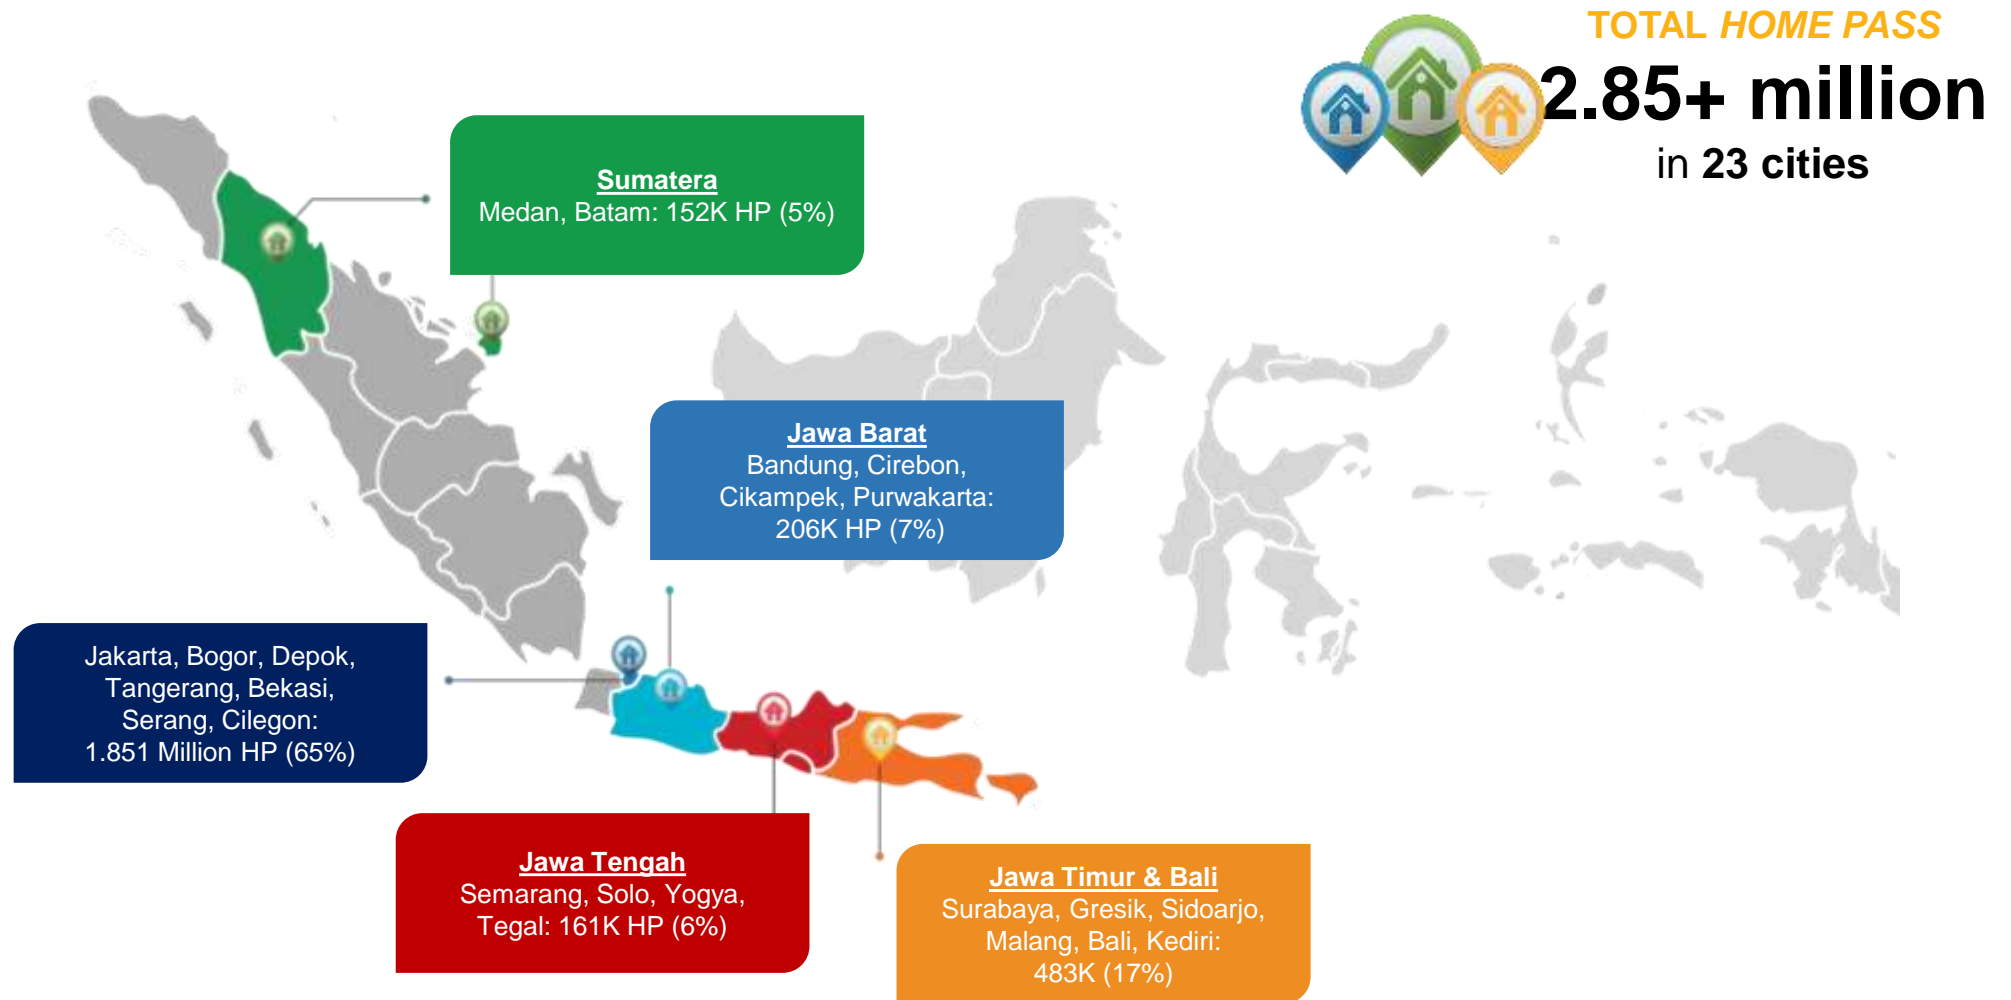 TOTAL HOME PASS
2.85+ million
in 23 cities
Sumatera
Medan, Batam: 152K HP (5%)
Jawa Barat
Bandung, Cirebon,
Cikampek, Purwakarta:
206K HP (7%)
Jakarta, Bogor, Depok,
Tangerang, Bekasi,
Serang, Cilegon:
1.851 Million HP (65%)
Jawa Tengah
Semarang, Solo, Yogya,
Tegal: 161K HP (6%)
Jawa Timur & Bali
Surabaya, Gresik, Sidoarjo,
Malang, Bali, Kediri:
483K (17%)